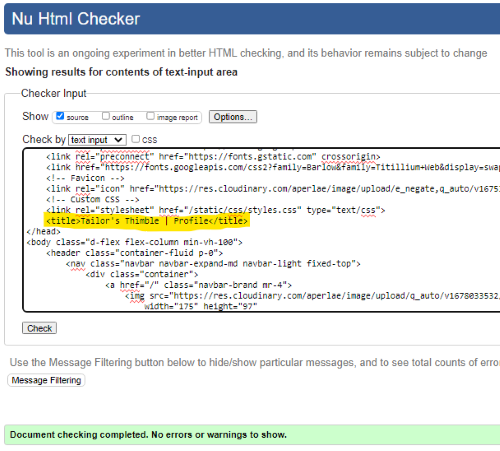 Nu Html Checker
This tool is an ongoing experiment in better HTML checking, and its behavior remains subject to change
Showing results for contents of text-input area
Checker Input
Show source outline image report Options...
Check by text input css
<link rel="preconnect" href="https://fonts.gstatic.com" crossorigin>
<link href="https://fonts.googleapis.com/css2?family=Barlow&family=Titillium+Web&display=swap
<!-- Favicon -->
<link rel="icon" href="https://res.cloudinary.com/aperlae/image/upload/e_negate,q_auto/v1675
<!-- Custom CSS -->
<link rel="stylesheet" href="/static/css/styles.css" type="text/css">
<title>Tailor's Thimble | Profile</title>
</head>
<body class="d-flex flex-column min-vh-100">
<header class="container-fluid p-0">
<nav class="navbar navbar-expand-md navbar-light fixed-top">
<div class="container">
<a href="/" class="navbar-brand mr-4">
<img src="https://res.cloudinary.com/aperlae/image/upload/q_auto/v1678033532/
width="175" height="97"
Check
Use the Message Filtering button below to hide/show particular messages, and to see total counts of erro
Message Filtering
Document checking completed. No errors or warnings to show.